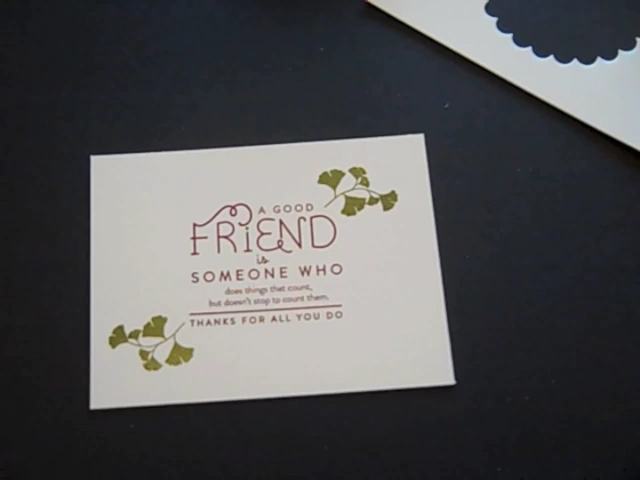 A GOOD
FRiEND
is
SOMEONE WHO
does things that count,
but doesn't stop to count them.
THANKS FOR ALL YOU DO